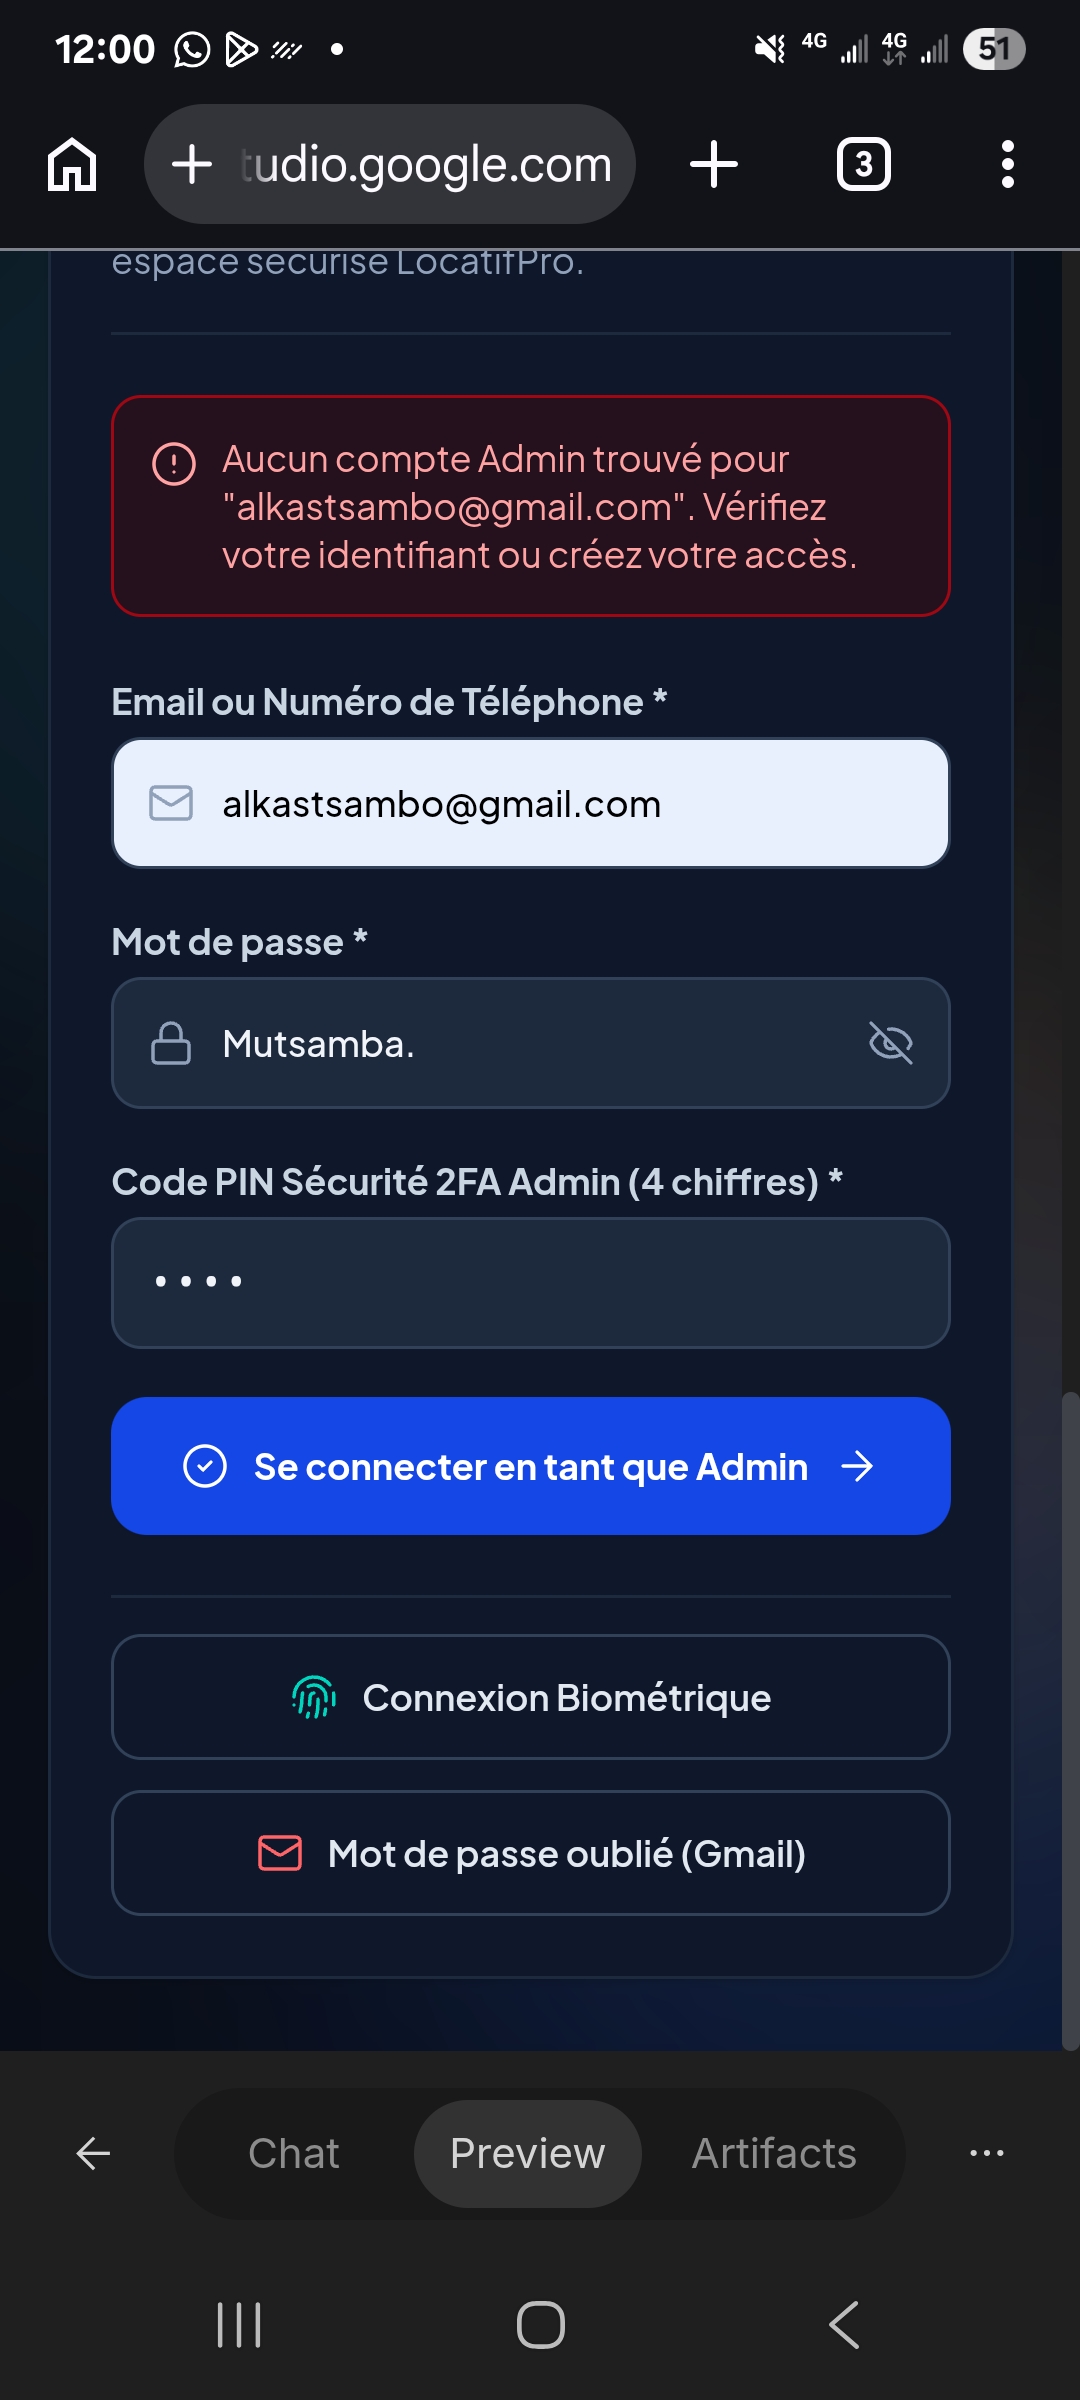 12:00
4G
4G
51
tudio.google.com
3
espace sécurisé LocatifPro.
Aucun compte Admin trouvé pour
"alkastsambo@gmail.com". Vérifiez
votre identifiant ou créez votre accès.
Email ou Numéro de Téléphone *
alkastsambo@gmail.com
Mot de passe *
Mutsamba.
Code PIN Sécurité 2FA Admin (4 chiffres) *
Se connecter en tant que Admin
Connexion Biométrique
Mot de passe oublié (Gmail)
Chat
Preview
Artifacts